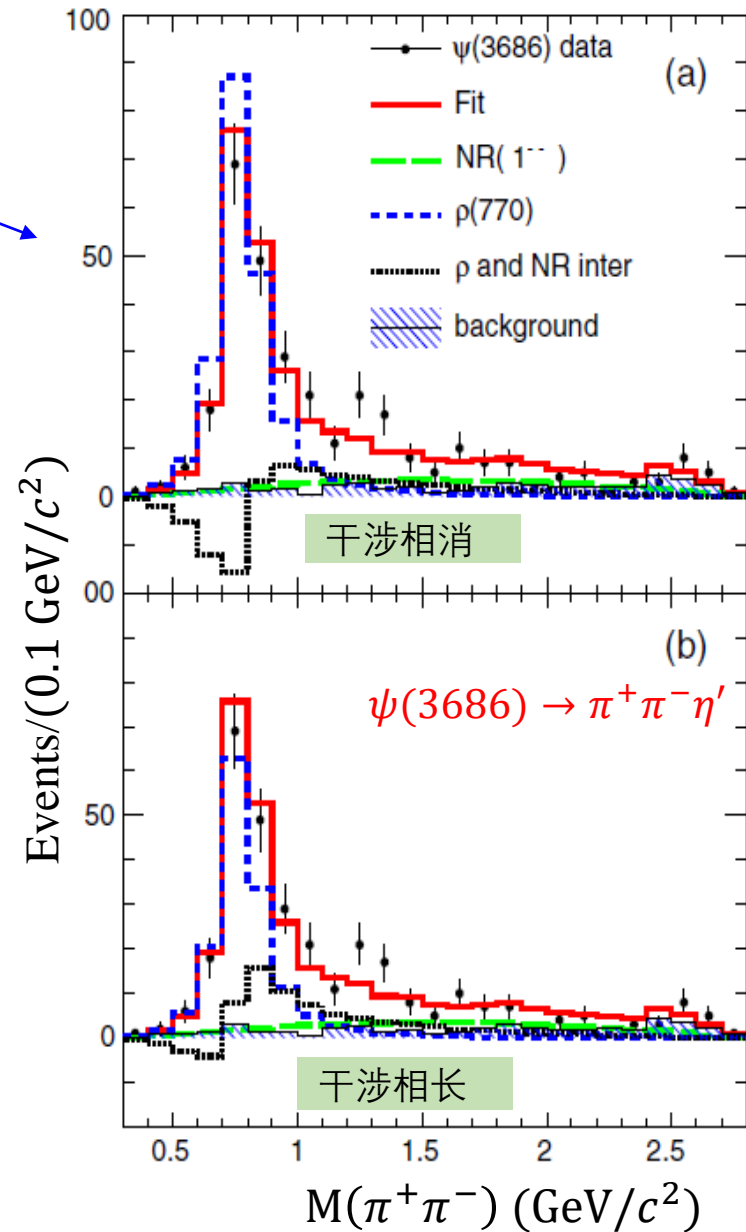 100
ψ(3686) data
(a)
Fit
NR( 1⁻⁻ )
ρ(770)
50
ρ and NR inter
background
0
干涉相消
00
(b)
ψ(3686) → π⁺π⁻η′
50
0
干涉相长
0.5 1 1.5 2 2.5
M(π⁺π⁻) (GeV/c²)
Events/(0.1 GeV/c²)